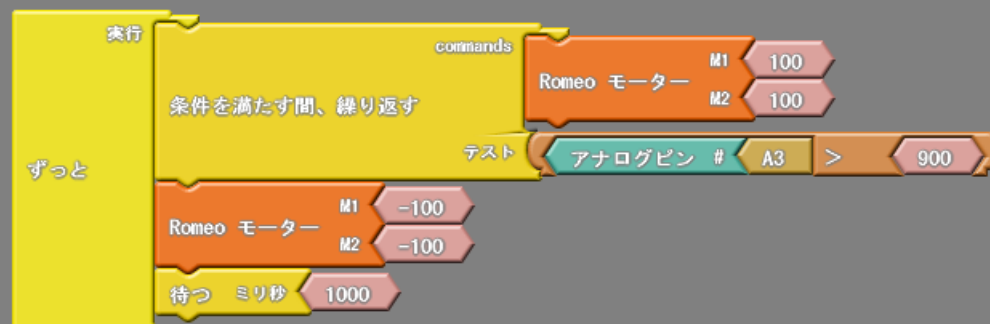 実行
commands
Romeo モーター M1 100
M2 100
条件を満たす間、繰り返す
テスト アナログピン # A3 > 900
ずっと
Romeo モーター M1 -100
M2 -100
待つ ミリ秒 1000